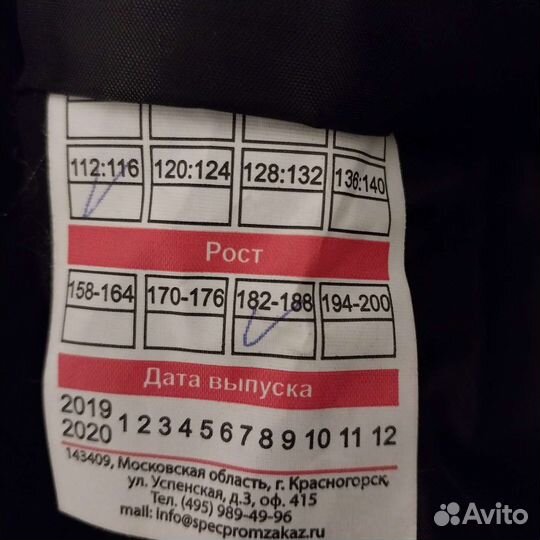 112:116 120:124 128:132 136:140
Рост
158-164 170-176 182-188 194-200
Дата выпуска
2019
2020 1 2 3 4 5 6 7 8 9 10 11 12
143409, Московская область, г. Красногорск,
ул. Успенская, д.3, оф. 415
Тел. (495) 989-49-96
mail: info@specpromzakaz.ru
Avito